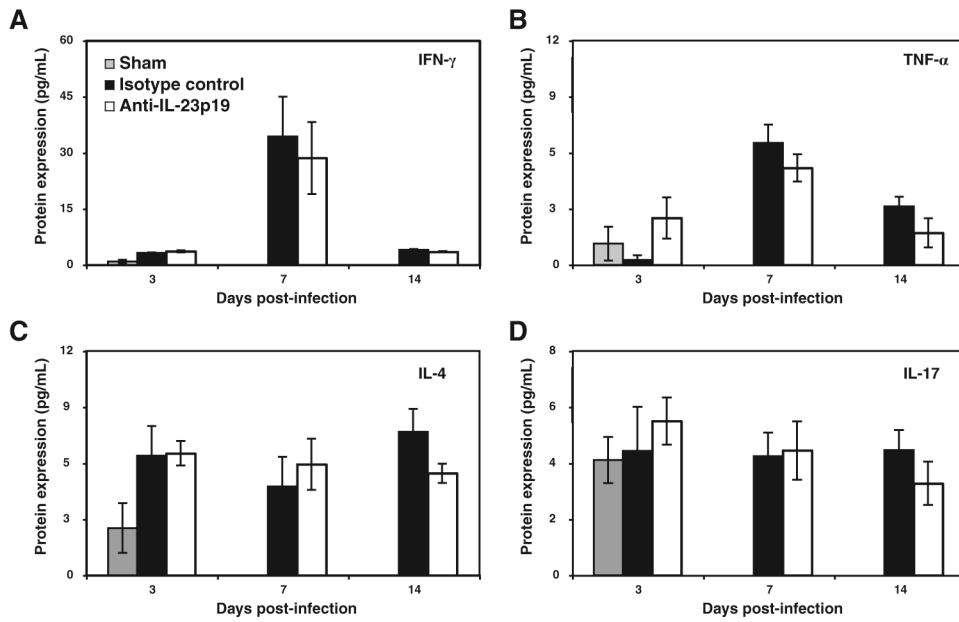 A
Protein expression (pg/mL)
60
45
30
15
0
IFN-γ
Sham
Isotype control
Anti-IL-23p19
3 7 14
Days post-infection
B
Protein expression (pg/mL)
12
9
5
3
0
TNF-α
3 7 14
Days post-infection
C
Protein expression (pg/mL)
12
9
5
3
0
IL-4
3 7 14
Days post-infection
D
Protein expression (pg/mL)
8
6
4
2
0
IL-17
3 7 14
Days post-infection